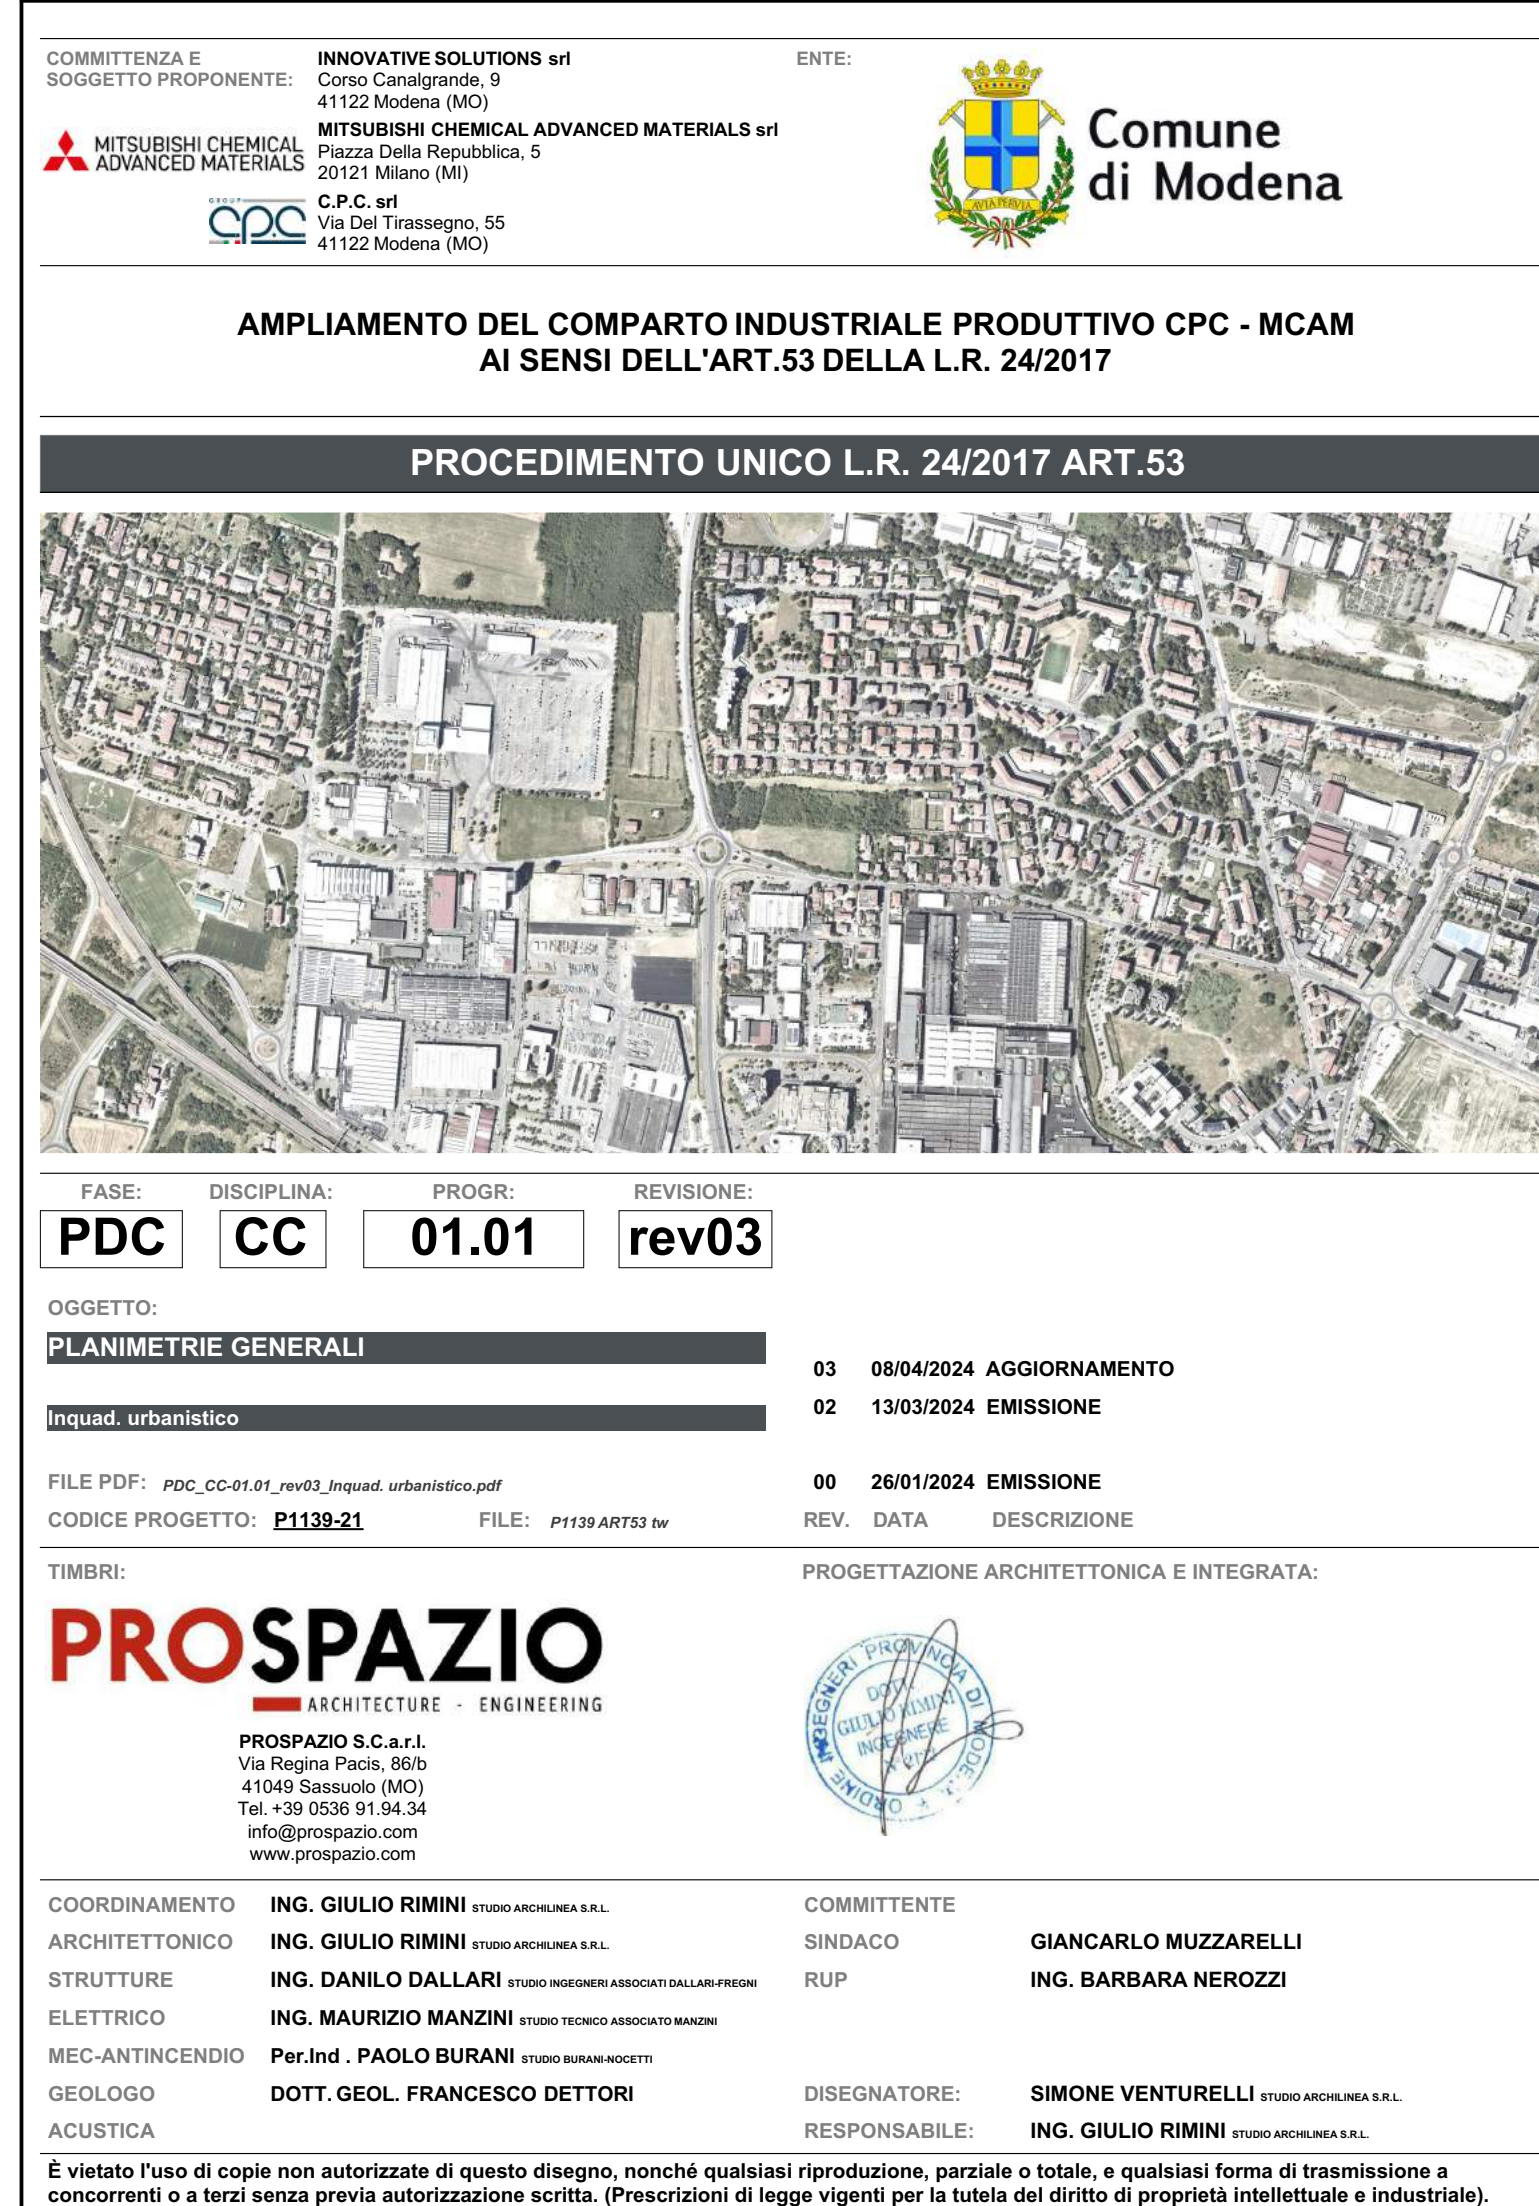 COMMITTENZA E
SOGGETTO PROPONENTE:
INNOVATIVE SOLUTIONS srl
Corso Canalgrande, 9
41122 Modena (MO)
MITSUBISHI CHEMICAL
ADVANCED MATERIALS
MITSUBISHI CHEMICAL ADVANCED MATERIALS srl
Piazza Della Repubblica, 5
20121 Milano (MI)
GROUP
cpc
C.P.C. srl
Via Del Tirassegno, 55
41122 Modena (MO)
ENTE:
AVIA PERVIA
Comune
di Modena
AMPLIAMENTO DEL COMPARTO INDUSTRIALE PRODUTTIVO CPC - MCAM
AI SENSI DELL'ART.53 DELLA L.R. 24/2017
PROCEDIMENTO UNICO L.R. 24/2017 ART.53
FASE: DISCIPLINA: PROGR: REVISIONE:
PDC CC 01.01 rev03
OGGETTO:
PLANIMETRIE GENERALI
Inquad. urbanistico
FILE PDF: PDC_CC-01.01_rev03_Inquad. urbanistico.pdf
CODICE PROGETTO: P1139-21 FILE: P1139 ART53 tw
03 08/04/2024 AGGIORNAMENTO
02 13/03/2024 EMISSIONE
00 26/01/2024 EMISSIONE
REV. DATA DESCRIZIONE
TIMBRI:
PROSPAZIO
ARCHITECTURE - ENGINEERING
PROSPAZIO S.C.a.r.l.
Via Regina Pacis, 86/b
41049 Sassuolo (MO)
Tel. +39 0536 91.94.34
info@prospazio.com
www.prospazio.com
PROGETTAZIONE ARCHITETTONICA E INTEGRATA:
ORDINE INGEGNERI PROVINCIA DI
DOTT.
GIULIO RIMINI
INGEGNERE
COORDINAMENTO ING. GIULIO RIMINI STUDIO ARCHILINEA S.R.L.
ARCHITETTONICO ING. GIULIO RIMINI STUDIO ARCHILINEA S.R.L.
STRUTTURE ING. DANILO DALLARI STUDIO INGEGNERI ASSOCIATI DALLARI-FREGNI
ELETTRICO ING. MAURIZIO MANZINI STUDIO TECNICO ASSOCIATO MANZINI
MEC-ANTINCENDIO Per.Ind . PAOLO BURANI STUDIO BURANI-NOCETTI
GEOLOGO DOTT. GEOL. FRANCESCO DETTORI
ACUSTICA
COMMITTENTE
SINDACO GIANCARLO MUZZARELLI
RUP ING. BARBARA NEROZZI
DISEGNATORE: SIMONE VENTURELLI STUDIO ARCHILINEA S.R.L.
RESPONSABILE: ING. GIULIO RIMINI STUDIO ARCHILINEA S.R.L.
È vietato l'uso di copie non autorizzate di questo disegno, nonché qualsiasi riproduzione, parziale o totale, e qualsiasi forma di trasmissione a
concorrenti o a terzi senza previa autorizzazione scritta. (Prescrizioni di legge vigenti per la tutela del diritto di proprietà intellettuale e industriale).